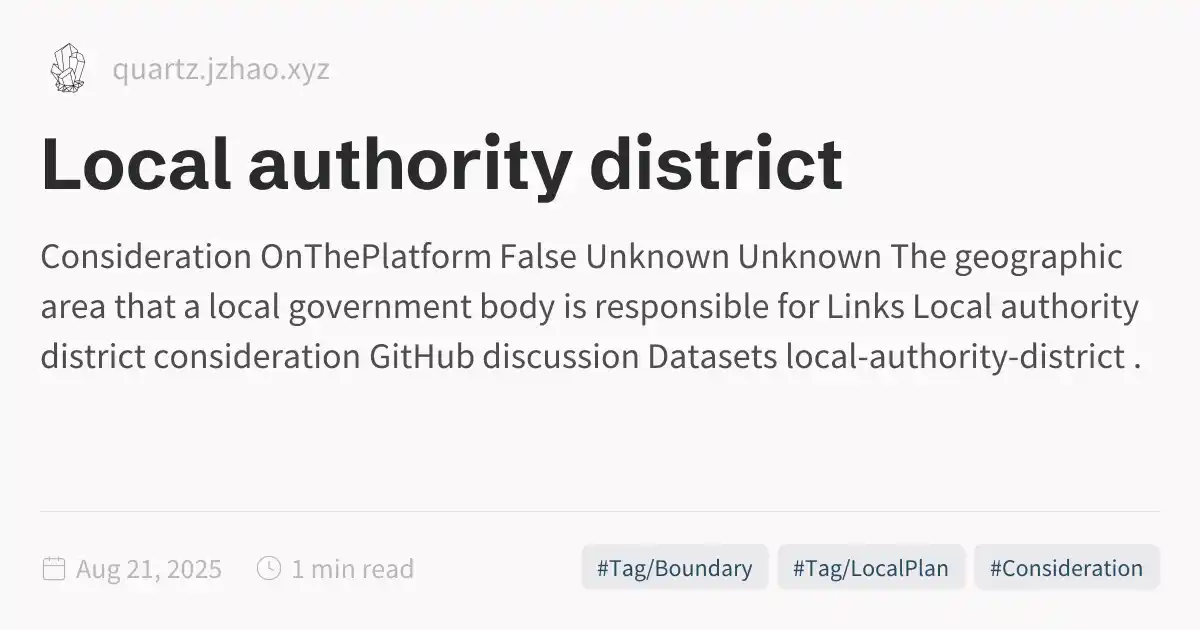 quartz.jzhao.xyz
Local authority district
Consideration OnThePlatform False Unknown Unknown The geographic
area that a local government body is responsible for Links Local authority
district consideration GitHub discussion Datasets local-authority-district .
Aug 21, 2025 1 min read #Tag/Boundary #Tag/LocalPlan #Consideration